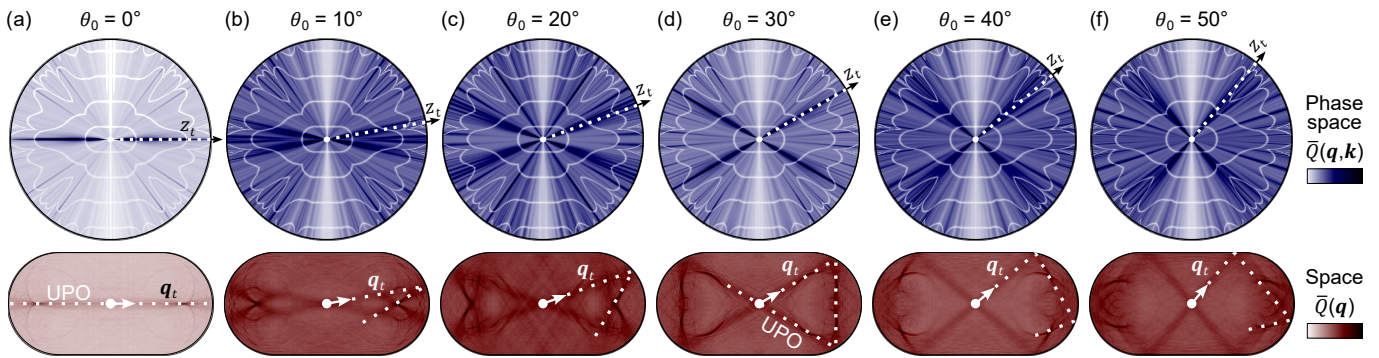 (a) θ₀ = 0°
(b) θ₀ = 10°
(c) θ₀ = 20°
(d) θ₀ = 30°
(e) θ₀ = 40°
(f) θ₀ = 50°
zₜ
zₜ
zₜ
zₜ
zₜ
zₜ
Phase
space
Q̄(q,k)
UPO
qₜ
qₜ
qₜ
qₜ
UPO
qₜ
qₜ
Space
Q̄(q)